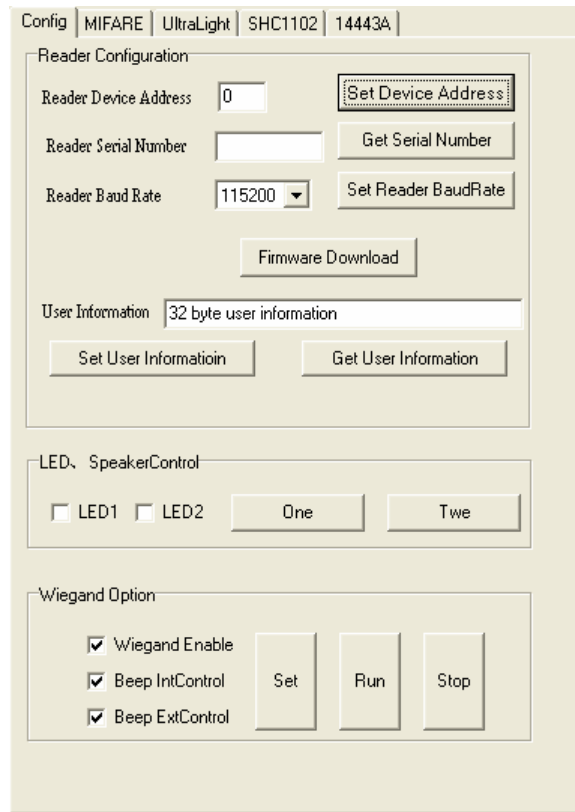 Config MIFARE UltraLight SHC1102 14443A
Reader Configuration
Reader Device Address 0 Set Device Address
Reader Serial Number Get Serial Number
Reader Baud Rate 115200 Set Reader BaudRate
Firmware Download
User Information 32 byte user information
Set User Informatioin Get User Information
LED、SpeakerControl
LED1 LED2 One Twe
Wiegand Option
Wiegand Enable
Beep IntControl Set Run Stop
Beep ExtControl